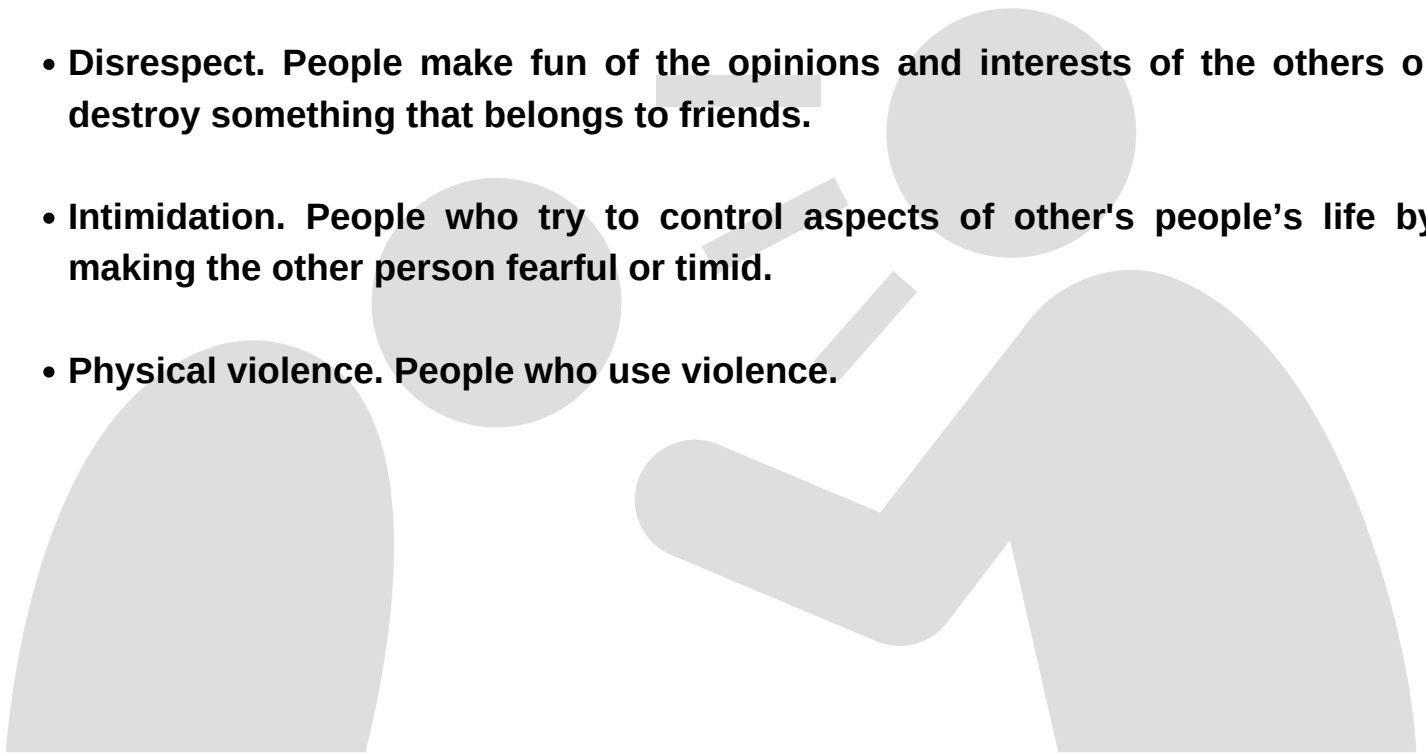 • Disrespect. People make fun of the opinions and interests of the others o
destroy something that belongs to friends.
• Intimidation. People who try to control aspects of other's people’s life by
making the other person fearful or timid.
• Physical violence. People who use violence.